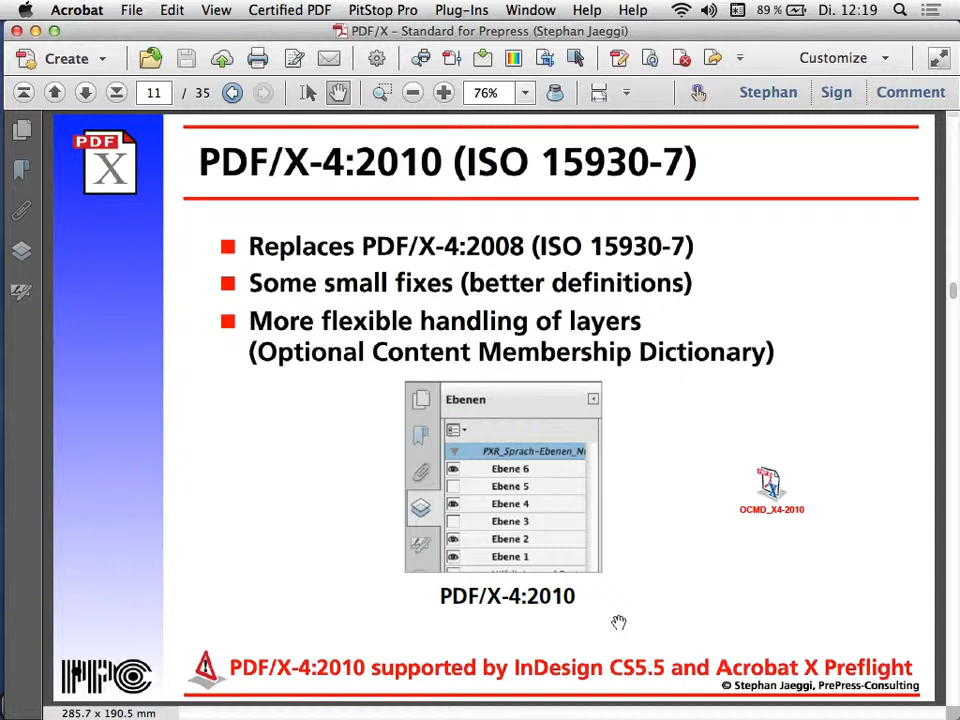 Acrobat File Edit View Certified PDF PitStop Pro Plug-Ins Window Help Help 89 % Di. 12:19
PDF/X - Standard for Prepress (Stephan Jaeggi)
Create Customize
11 / 35 76% Stephan Sign Comment
PDF
X
PDF/X-4:2010 (ISO 15930-7)
Replaces PDF/X-4:2008 (ISO 15930-7)
Some small fixes (better definitions)
More flexible handling of layers
(Optional Content Membership Dictionary)
Ebenen
Ebene 6
Ebene 5
Ebene 4
Ebene 3
Ebene 2
Ebene 1
OCMD_X4-2010
PDF/X-4:2010
PPC
PDF/X-4:2010 supported by InDesign CS5.5 and Acrobat X Preflight
© Stephan Jaeggi, PrePress-Consulting
285.7 x 190.5 mm